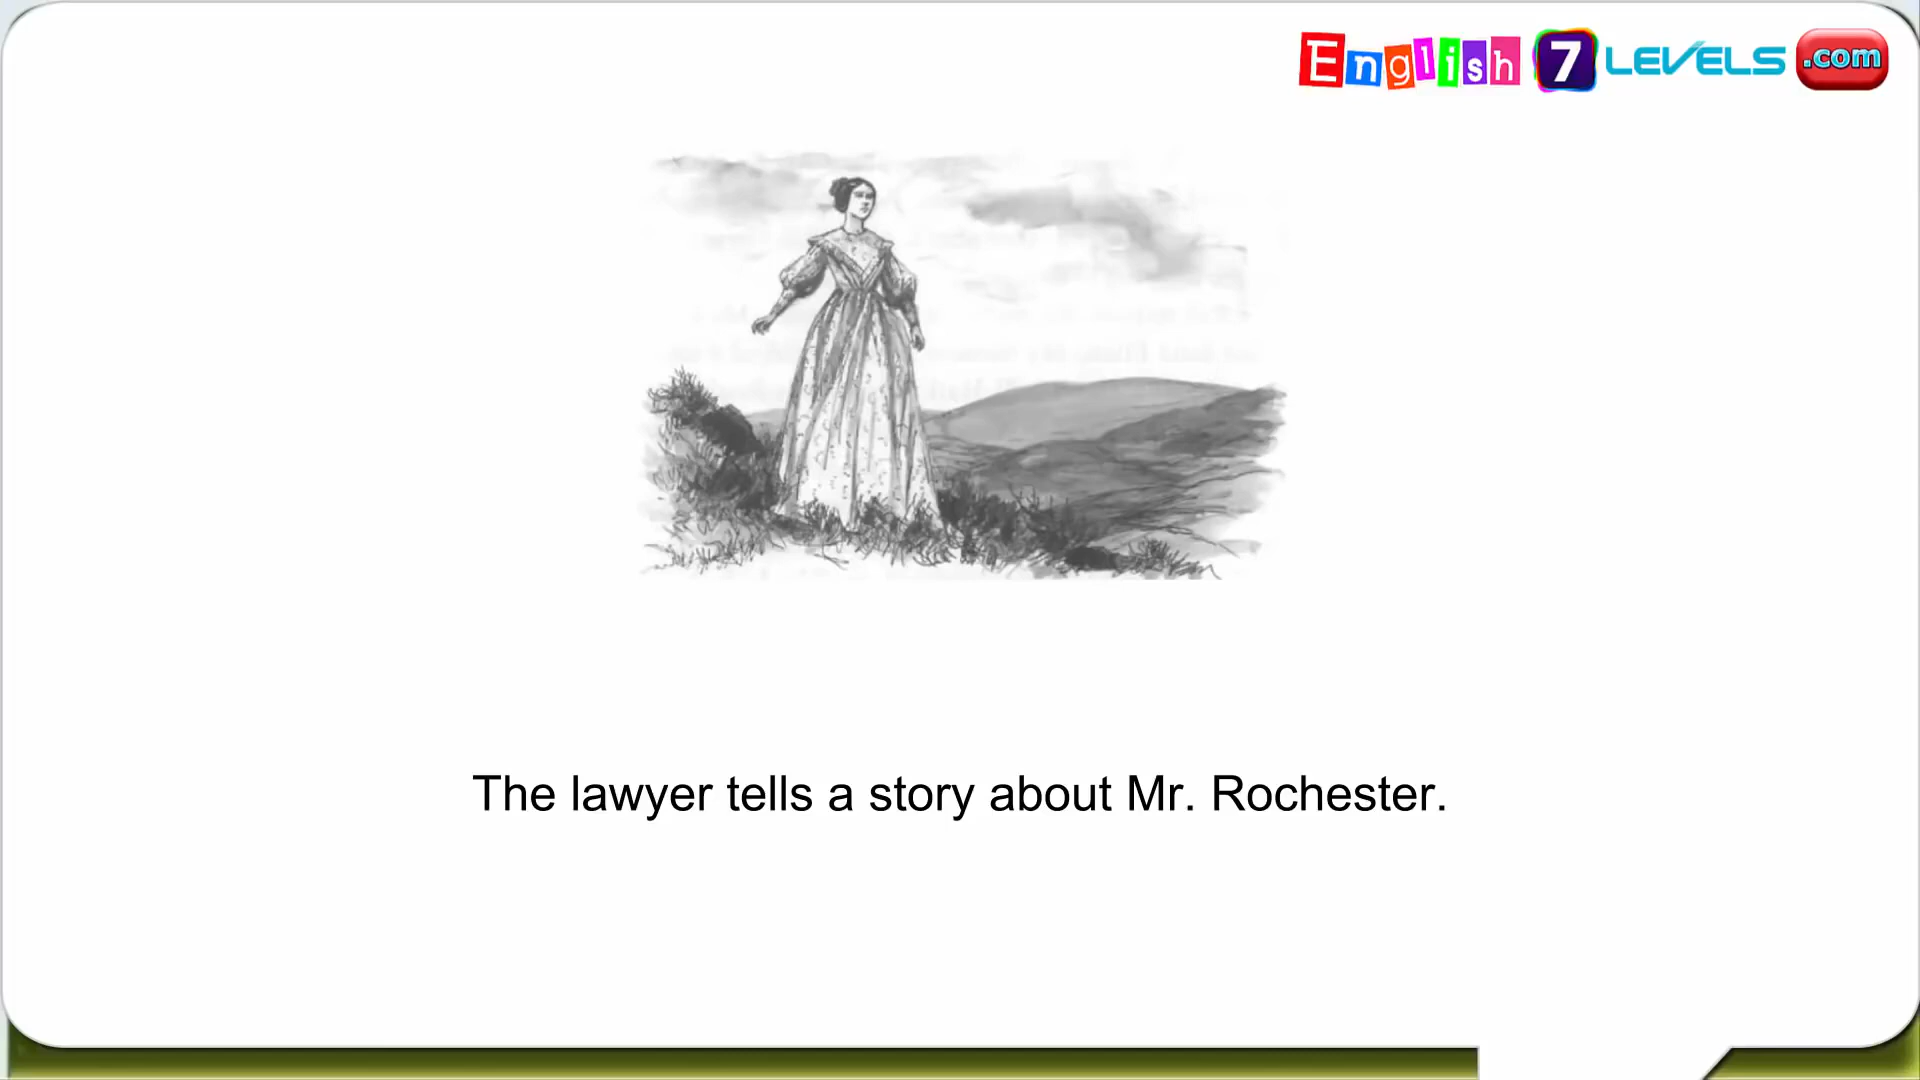 English 7 LEVELS .com
The lawyer tells a story about Mr. Rochester.